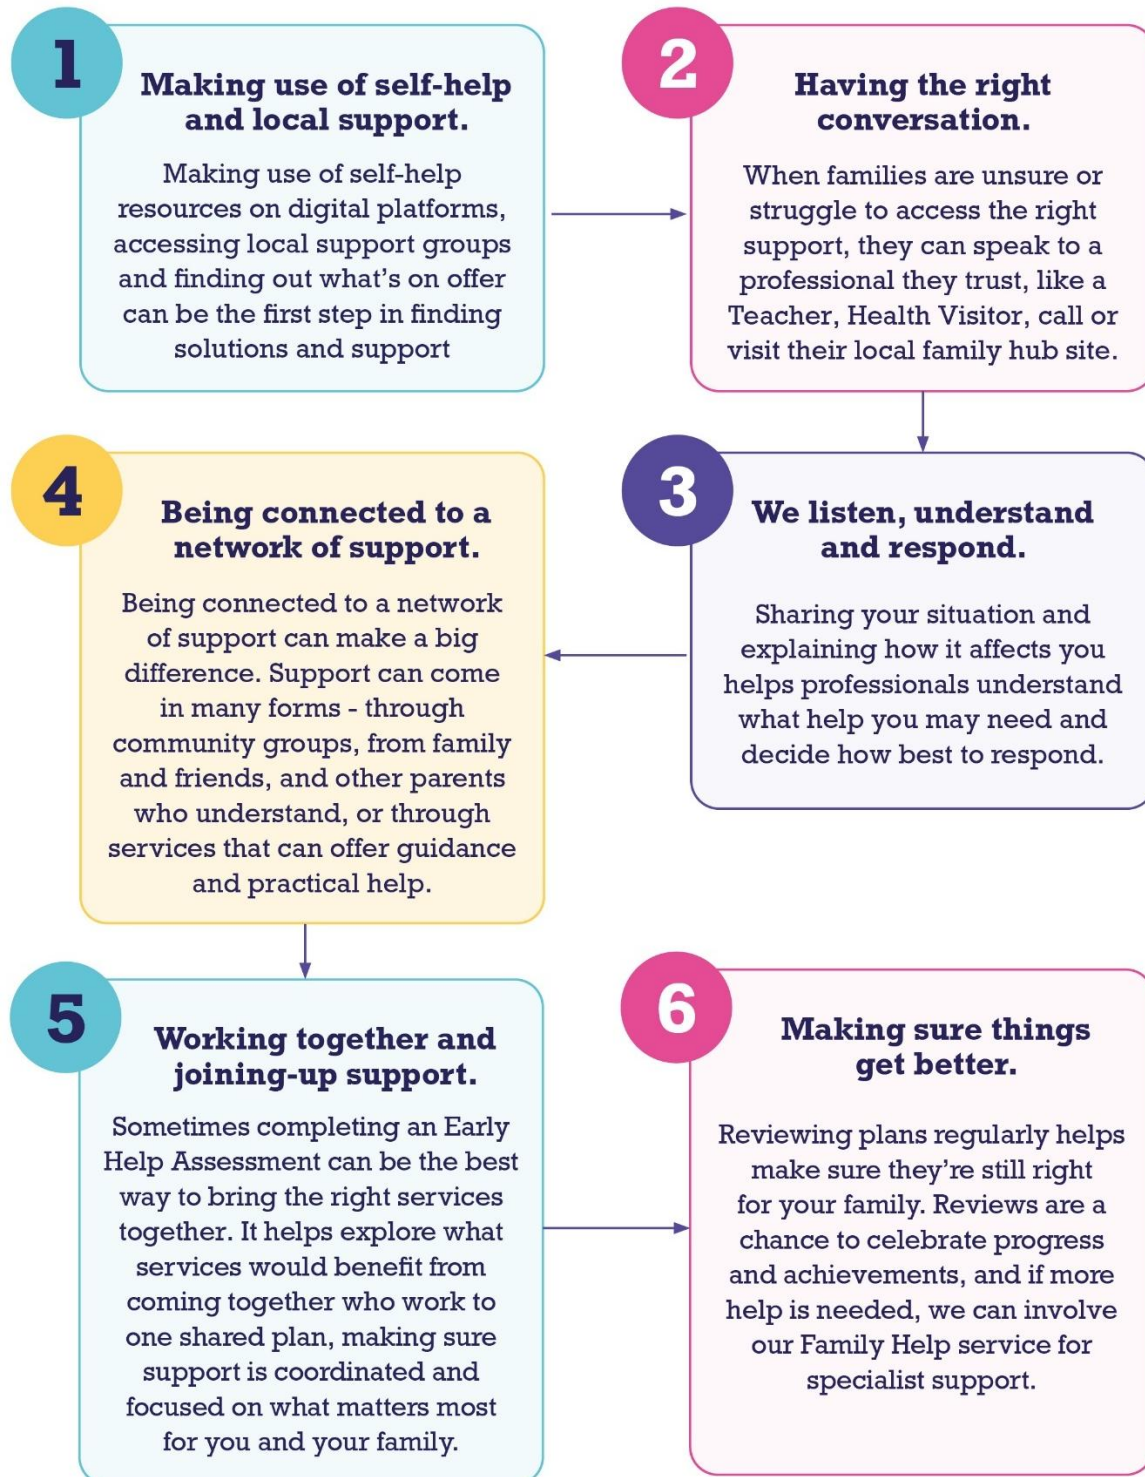 1
Making use of self-help
and local support.
Making use of self-help
resources on digital platforms,
accessing local support groups
and finding out what's on offer
can be the first step in finding
solutions and support
2
Having the right
conversation.
When families are unsure or
struggle to access the right
support, they can speak to a
professional they trust, like a
Teacher, Health Visitor, call or
visit their local family hub site.
3
We listen, understand
and respond.
Sharing your situation and
explaining how it affects you
helps professionals understand
what help you may need and
decide how best to respond.
4
Being connected to a
network of support.
Being connected to a network
of support can make a big
difference. Support can come
in many forms - through
community groups, from family
and friends, and other parents
who understand, or through
services that can offer guidance
and practical help.
5
Working together and
joining-up support.
Sometimes completing an Early
Help Assessment can be the best
way to bring the right services
together. It helps explore what
services would benefit from
coming together who work to
one shared plan, making sure
support is coordinated and
focused on what matters most
for you and your family.
6
Making sure things
get better.
Reviewing plans regularly helps
make sure they're still right
for your family. Reviews are a
chance to celebrate progress
and achievements, and if more
help is needed, we can involve
our Family Help service for
specialist support.